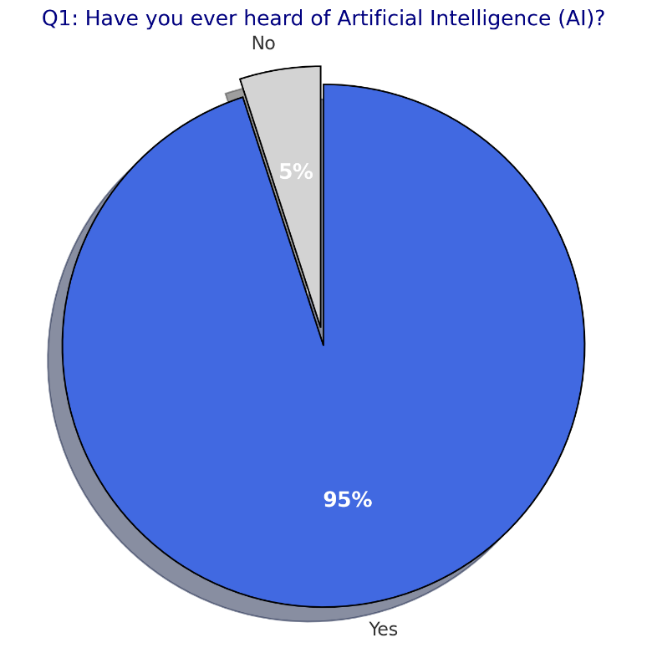 Q1: Have you ever heard of Artificial Intelligence (AI)?
No
5%
95%
Yes